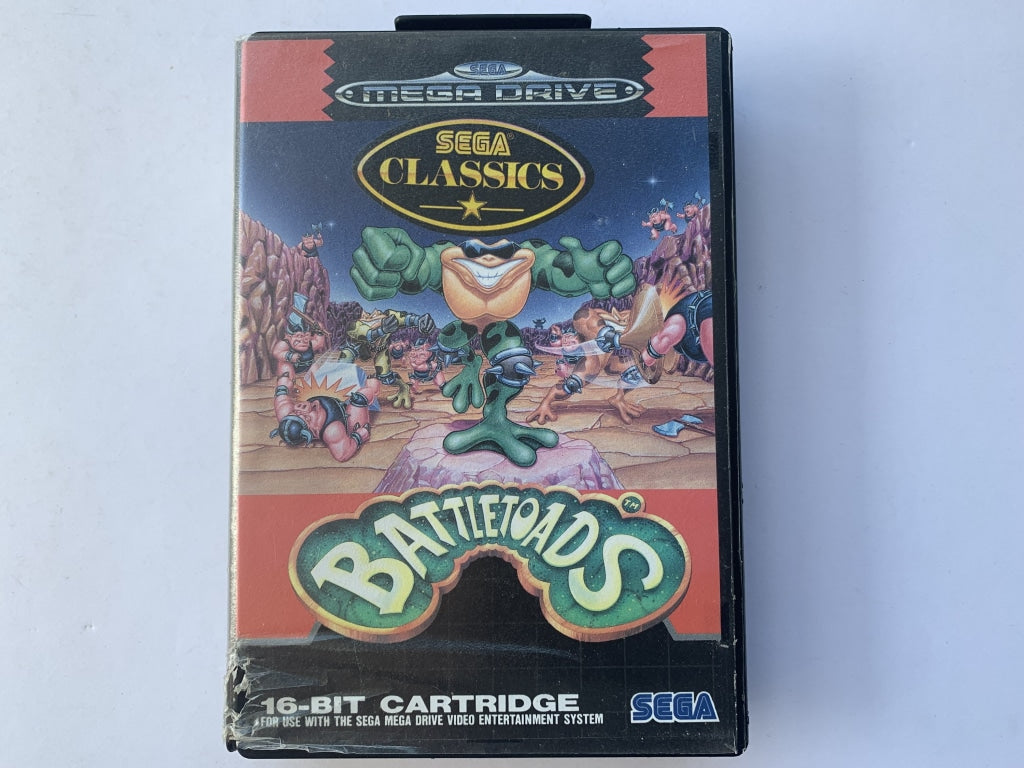 SEGA
MEGA DRIVE
SEGA®
CLASSICS
BATTLETOADS™
16-BIT CARTRIDGE
FOR USE WITH THE SEGA MEGA DRIVE VIDEO ENTERTAINMENT SYSTEM
SEGA